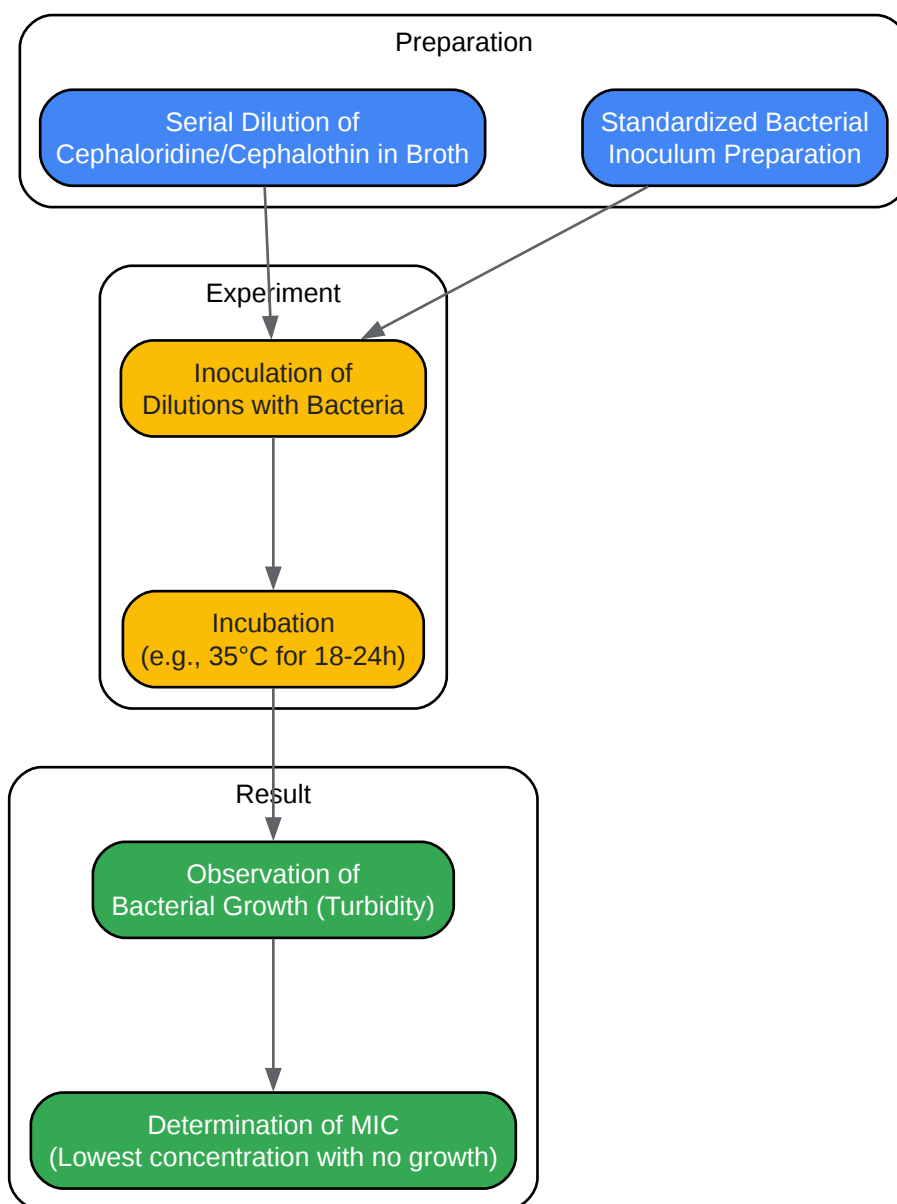 Preparation
Serial Dilution of
Cephaloridine/Cephalothin in Broth
Standardized Bacterial
Inoculum Preparation
Experiment
Inoculation of
Dilutions with Bacteria
Incubation
(e.g., 35°C for 18-24h)
Result
Observation of
Bacterial Growth (Turbidity)
Determination of MIC
(Lowest concentration with no growth)